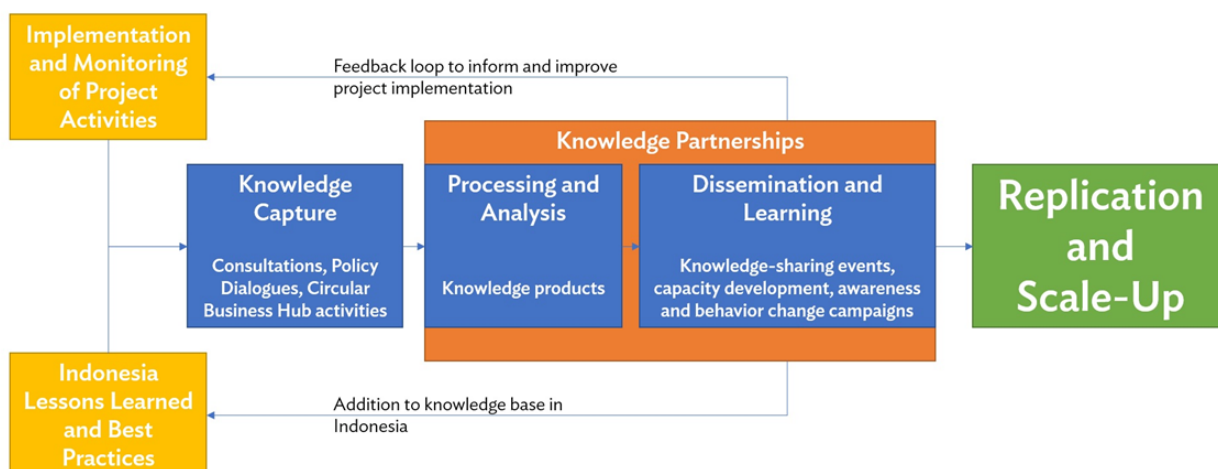 Implementation
and Monitoring
of Project
Activities
Feedback loop to inform and improve
project implementation
Knowledge Partnerships
Knowledge
Capture
Consultations, Policy
Dialogues, Circular
Business Hub activities
Processing and
Analysis
Knowledge products
Dissemination and
Learning
Knowledge-sharing events,
capacity development, awareness
and behavior change campaigns
Replication
and
Scale-Up
Indonesia
Lessons Learned
and Best
Practices
Addition to knowledge base in
Indonesia